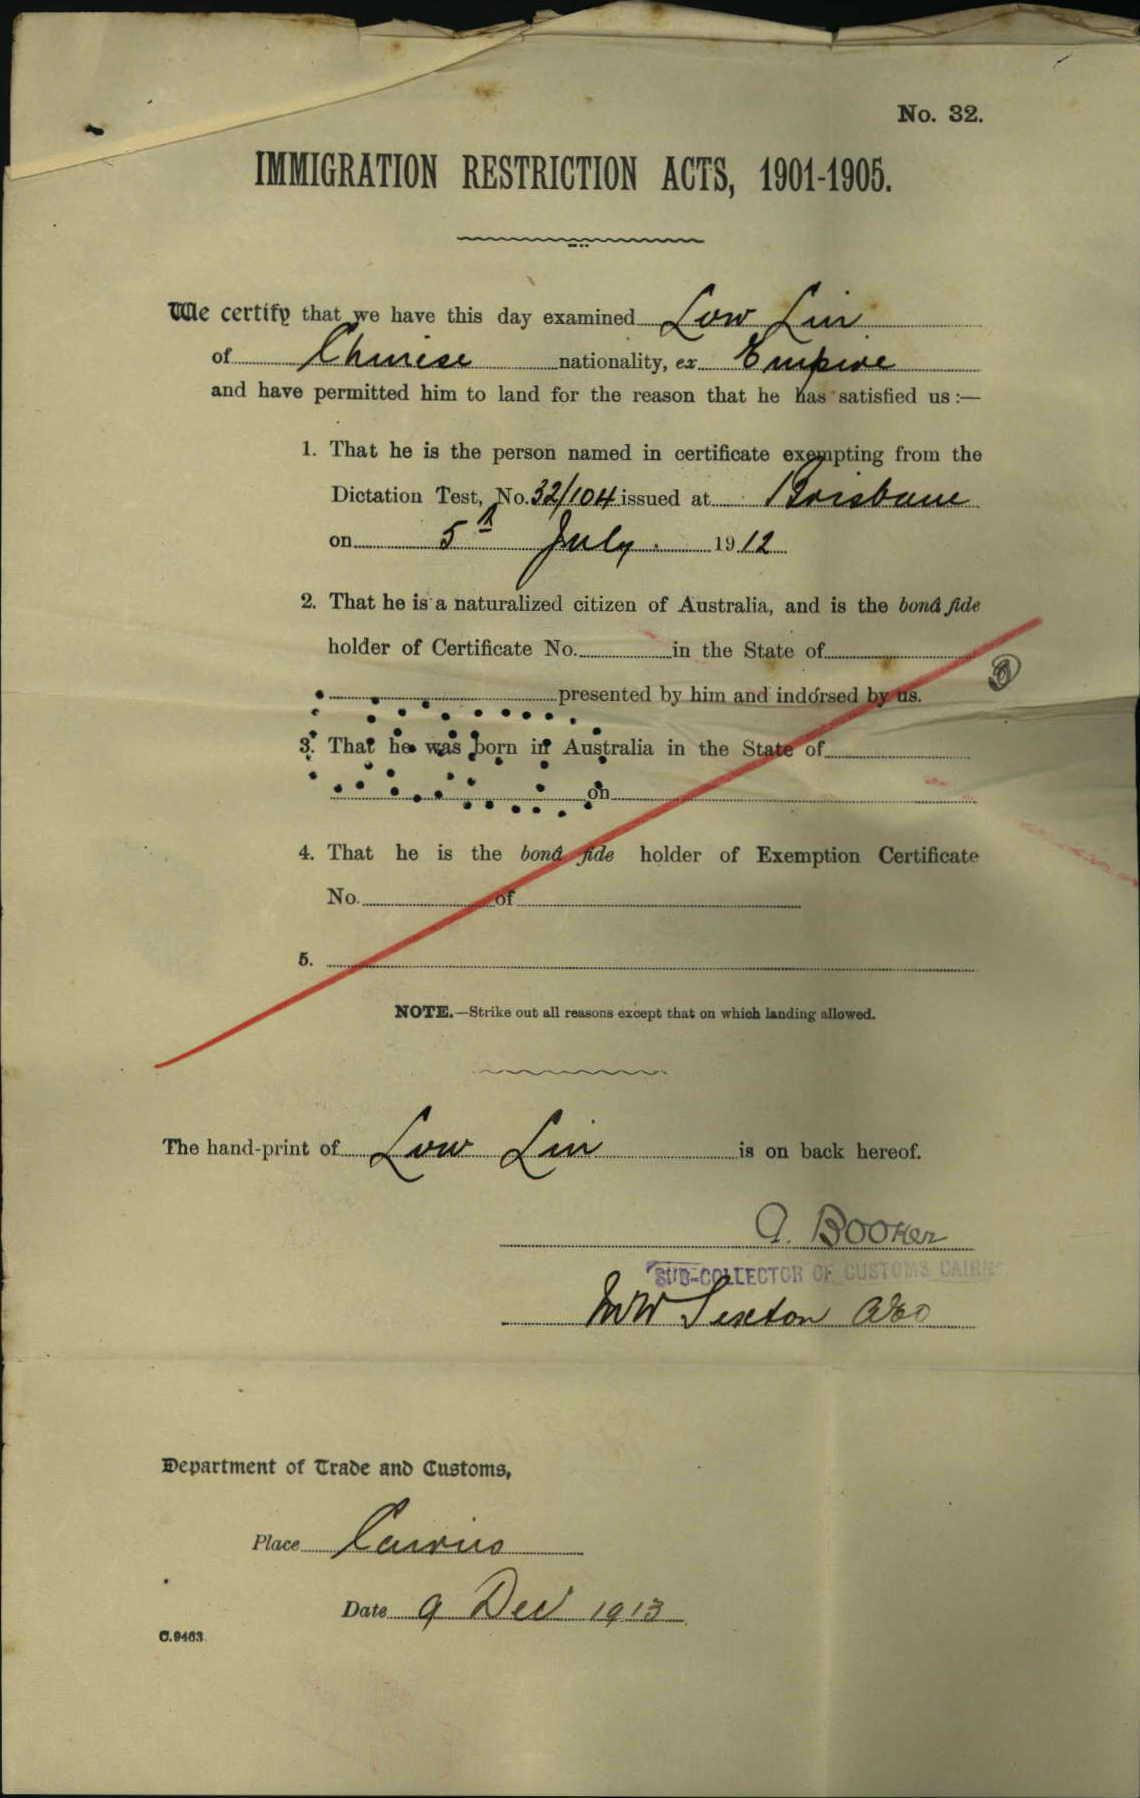 No. 32.
IMMIGRATION RESTRICTION ACTS, 1901-1905.
We certify that we have this day examined Low Lin
of Chinese nationality, ex Empire
and have permitted him to land for the reason that he has satisfied us :—
1. That he is the person named in certificate exempting from the
Dictation Test, No. 32/104 issued at Brisbane
on 5th July. 1912
2. That he is a naturalized citizen of Australia, and is the bonâ fide
holder of Certificate No. in the State of
presented by him and indorsed by us.
3. That he was born in Australia in the State of
on
4. That he is the bonâ fide holder of Exemption Certificate
No. of
5.
NOTE.—Strike out all reasons except that on which landing allowed.
The hand-print of Low Lin is on back hereof.
A. Booker
SUB-COLLECTOR OF CUSTOMS CAIRNS
Sexton
Department of Trade and Customs,
Place Cairns
Date 9 Dec 1913
C.9463